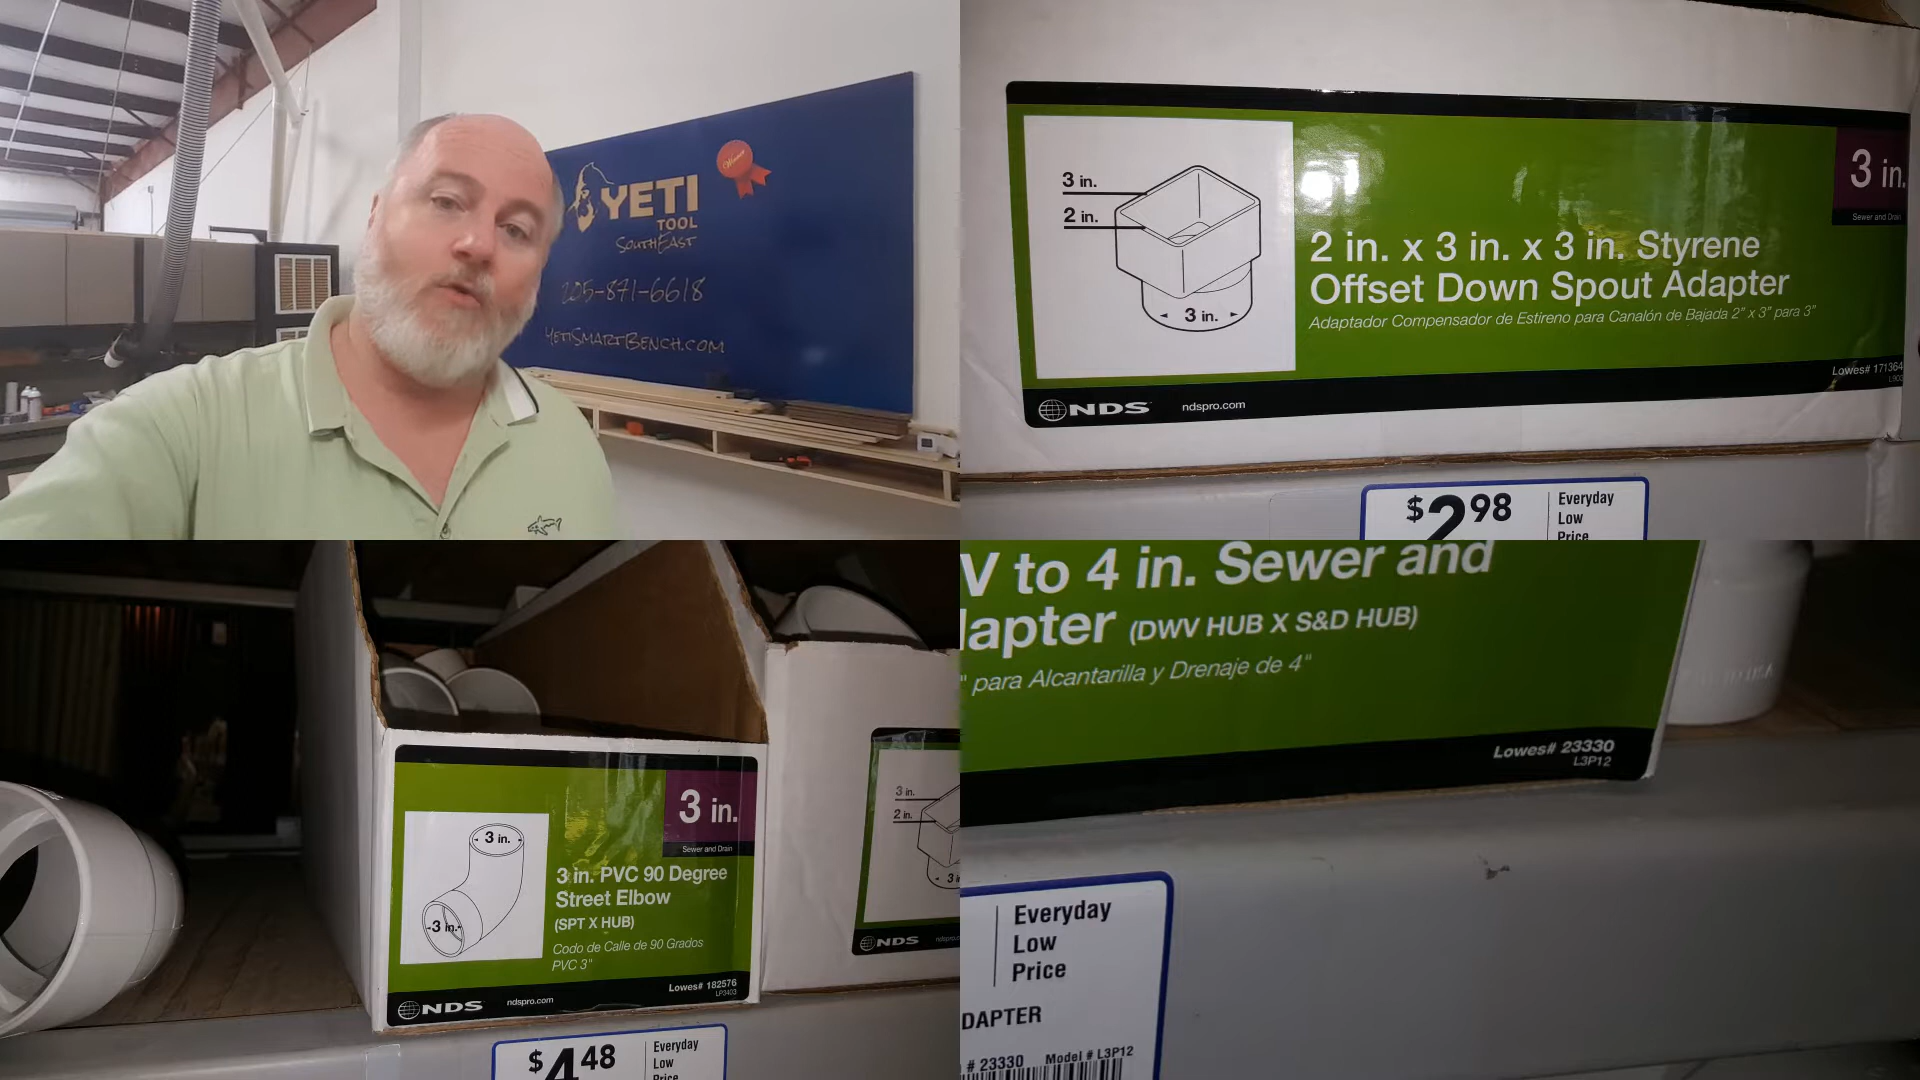 Winner
YETI
TOOL
SOUTHEAST
205-871-6618
YETISMARTBENCH.COM
3 in.
2 in.
3 in.
3 in.
Sewer and Drain
2 in. x 3 in. x 3 in. Styrene
Offset Down Spout Adapter
Adaptador Compensador de Estireno para Canalón de Bajada 2" x 3" para 3"
Lowes# 171364
NDS
ndspro.com
$2.98
Everyday
Low
Price
3 in.
3 in.
3 in.
Sewer and Drain
3 in. PVC 90 Degree
Street Elbow
(SPT X HUB)
Codo de Calle de 90 Grados
PVC 3"
Lowes# 182576
LP3403
NDS
ndspro.com
3 in.
2 in.
3 in
NDS
$4.48
Everyday
Low
Price
V to 4 in. Sewer and
apter (DWV HUB X S&D HUB)
" para Alcantarilla y Drenaje de 4"
Lowes# 23330
L3P12
Everyday
Low
Price
DAPTER
# 23330 Model # L3P12